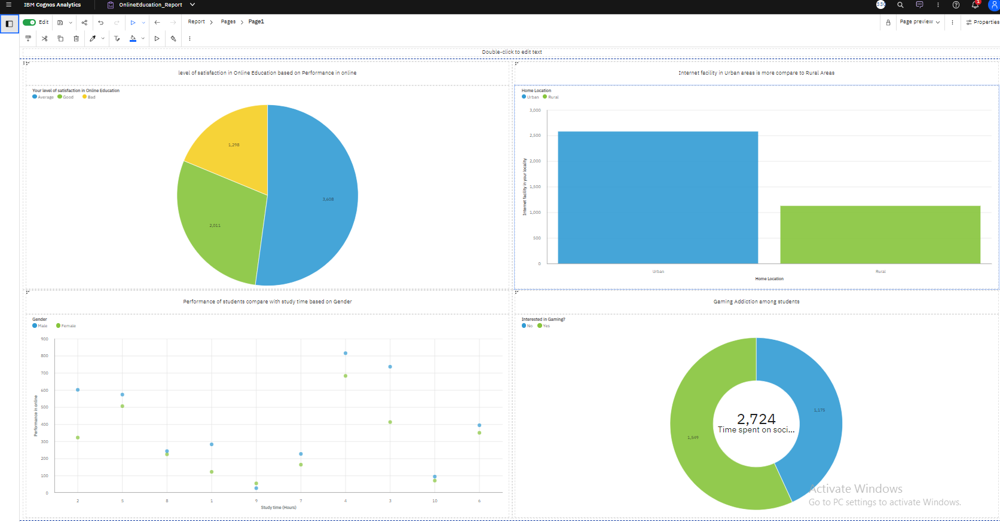 IBM Cognos Analytics
OnlineEducation_Report
1
Edit
Report
Pages
Page1
Page preview
Properties
Double-click to edit text
level of satisfaction in Online Education based on Performance in online
Your level of satisfaction in Online Education
Average Good Bad
1,298
3,608
2,011
Internet facility in Urban areas is more compare to Rural Areas
Home Location
Urban Rural
3,000
2,500
2,000
1,500
1,000
500
0
Internet facility in your locality
Urban Rural
Home Location
Performance of students compare with study time based on Gender
Gender
Male Female
900
800
700
600
500
400
300
200
100
0
Performance in online
2 5 8 1 9 7 4 3 10 6
Study time (Hours)
Gaming Addiction among students
Interested in Gaming?
No Yes
1,175
2,724
Time spent on soci...
1,549
Activate Windows
Go to PC settings to activate Windows.